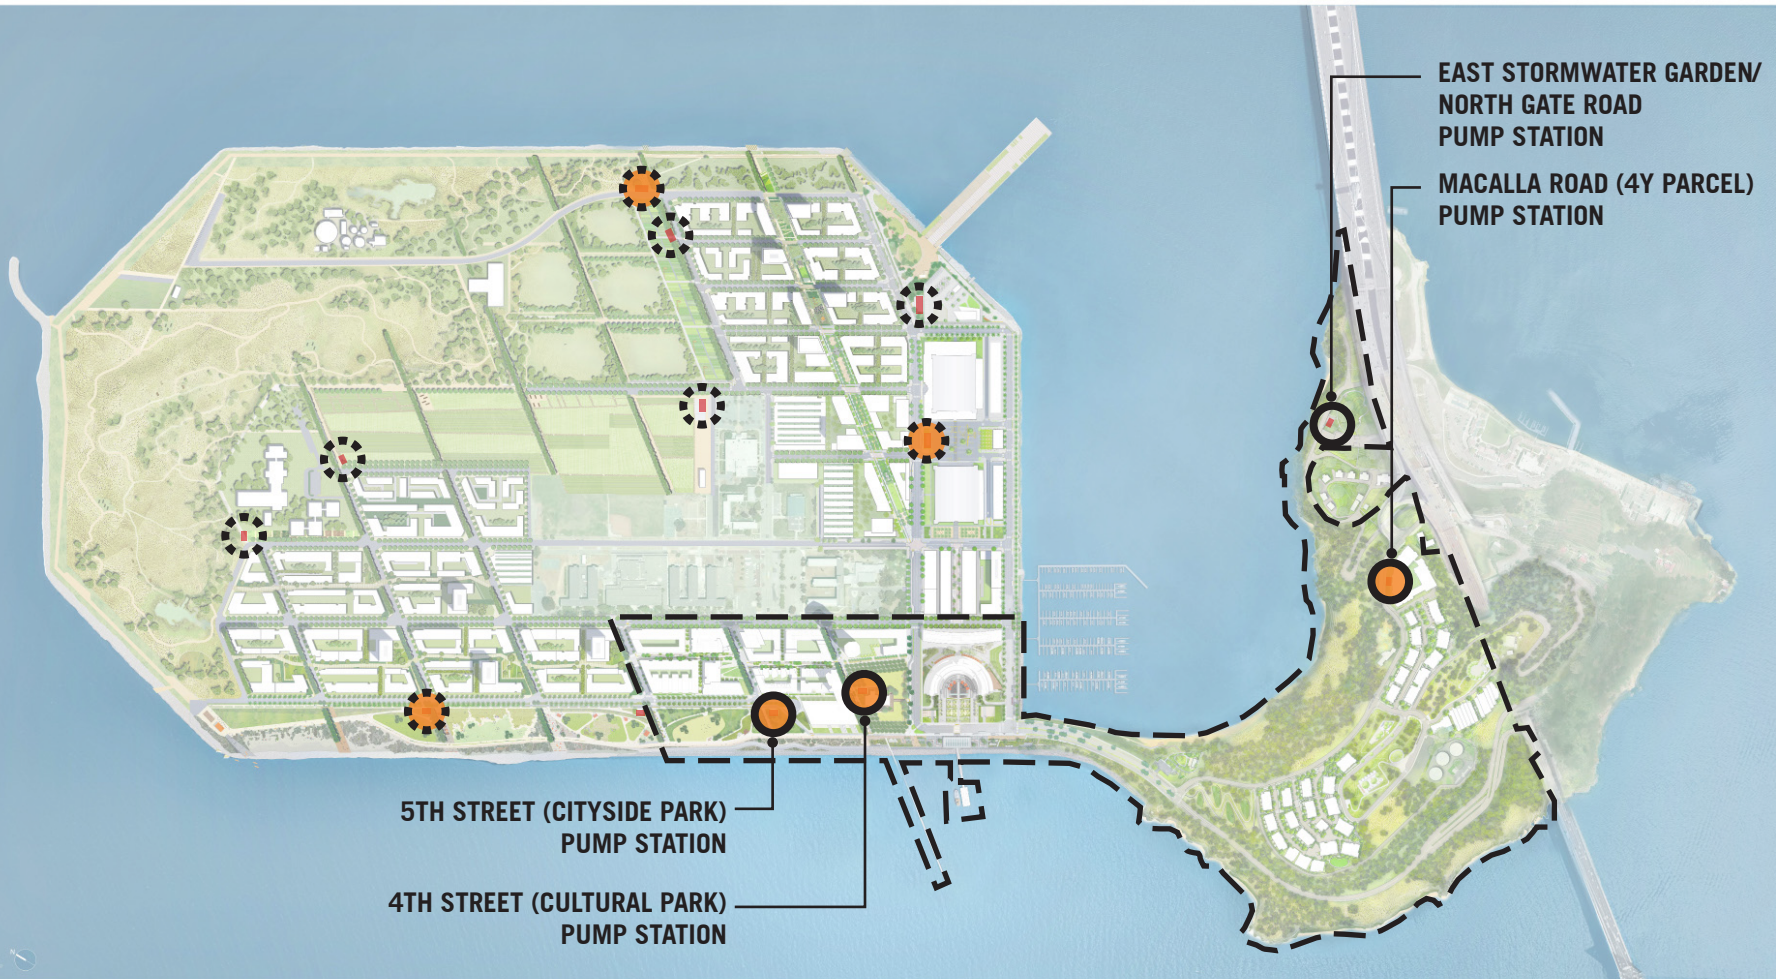 EAST STORMWATER GARDEN/
NORTH GATE ROAD
PUMP STATION
MACALLA ROAD (4Y PARCEL)
PUMP STATION
5TH STREET (CITYSIDE PARK)
PUMP STATION
4TH STREET (CULTURAL PARK)
PUMP STATION
N